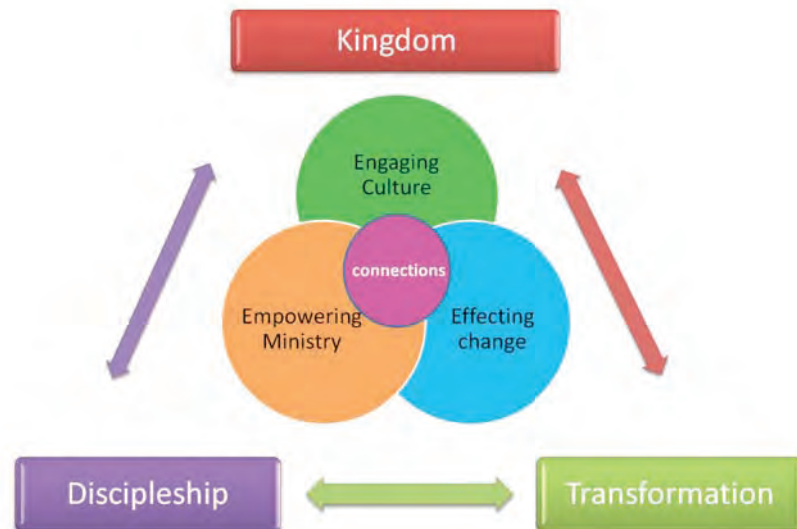 Kingdom
Engaging
Culture
connections
Empowering
Ministry
Effecting
change
Discipleship
Transformation